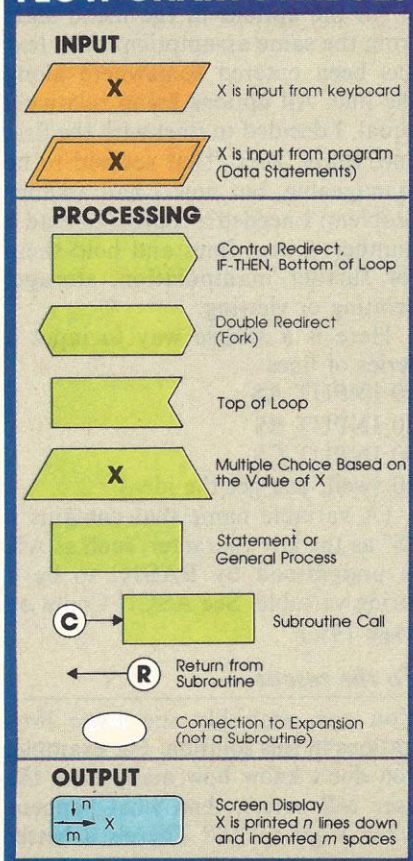 INPUT
X
X is input from keyboard
X
X is input from program
(Data Statements)
PROCESSING
Control Redirect,
IF-THEN, Bottom of Loop
Double Redirect
(Fork)
Top of Loop
X
Multiple Choice Based on
the Value of X
Statement or
General Process
C
Subroutine Call
R
Return from
Subroutine
Connection to Expansion
(not a Subroutine)
OUTPUT
n
m X
Screen Display
X is printed n lines down
and indented m spaces